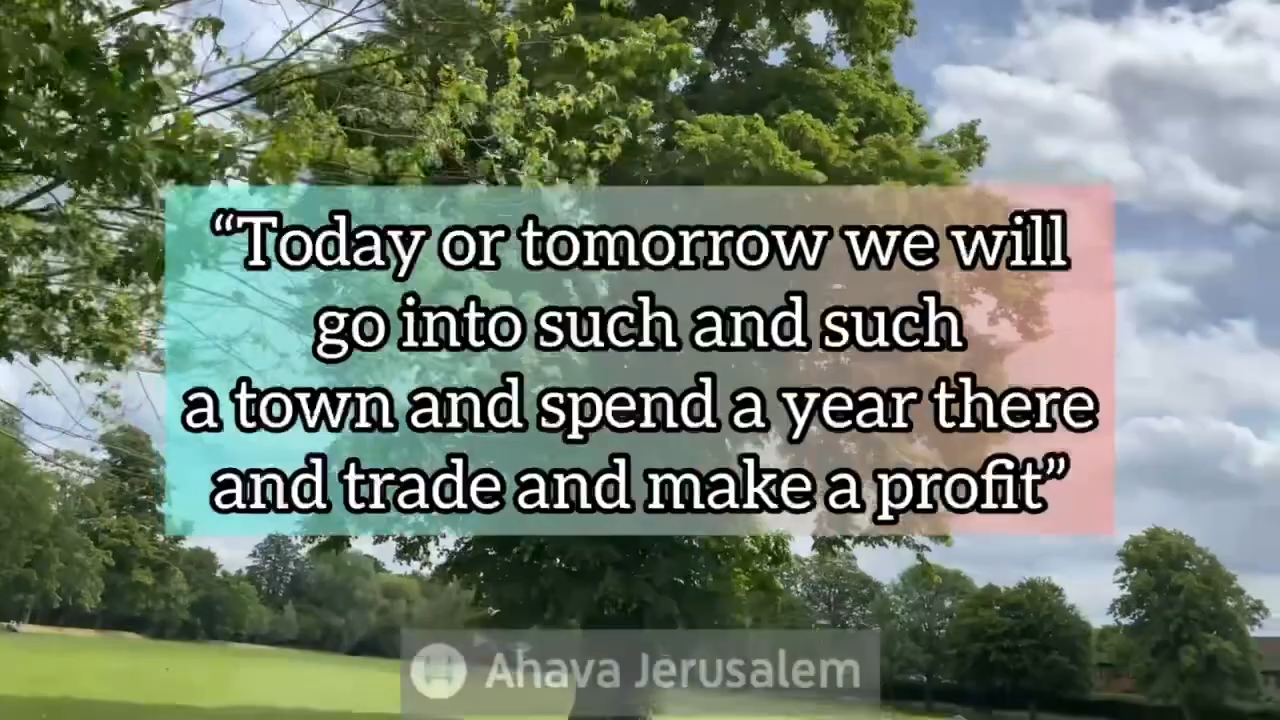 “Today or tomorrow we will
go into such and such
a town and spend a year there
and trade and make a profit”
Ahava Jerusalem